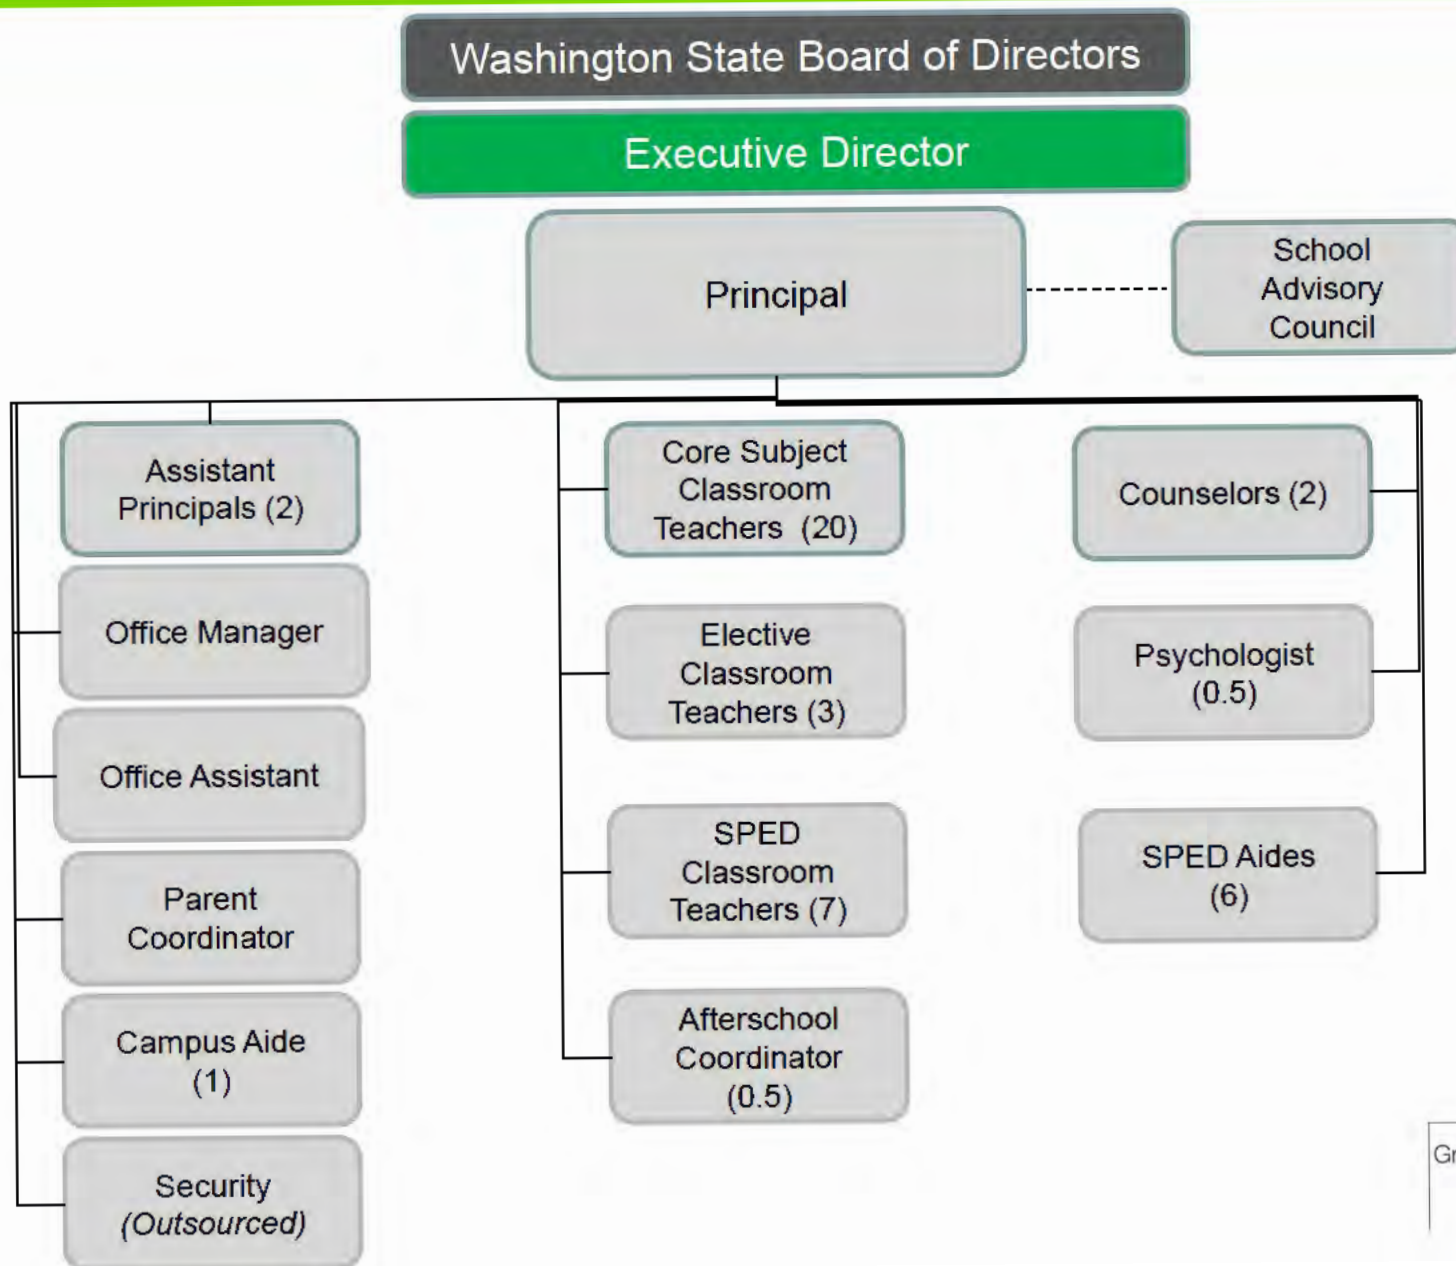 Washington State Board of Directors
Executive Director
Principal
School
Advisory
Council
Assistant
Principals (2)
Office Manager
Office Assistant
Parent
Coordinator
Campus Aide
(1)
Security
(Outsourced)
Core Subject
Classroom
Teachers (20)
Elective
Classroom
Teachers (3)
SPED
Classroom
Teachers (7)
Afterschool
Coordinator
(0.5)
Counselors (2)
Psychologist
(0.5)
SPED Aides
(6)